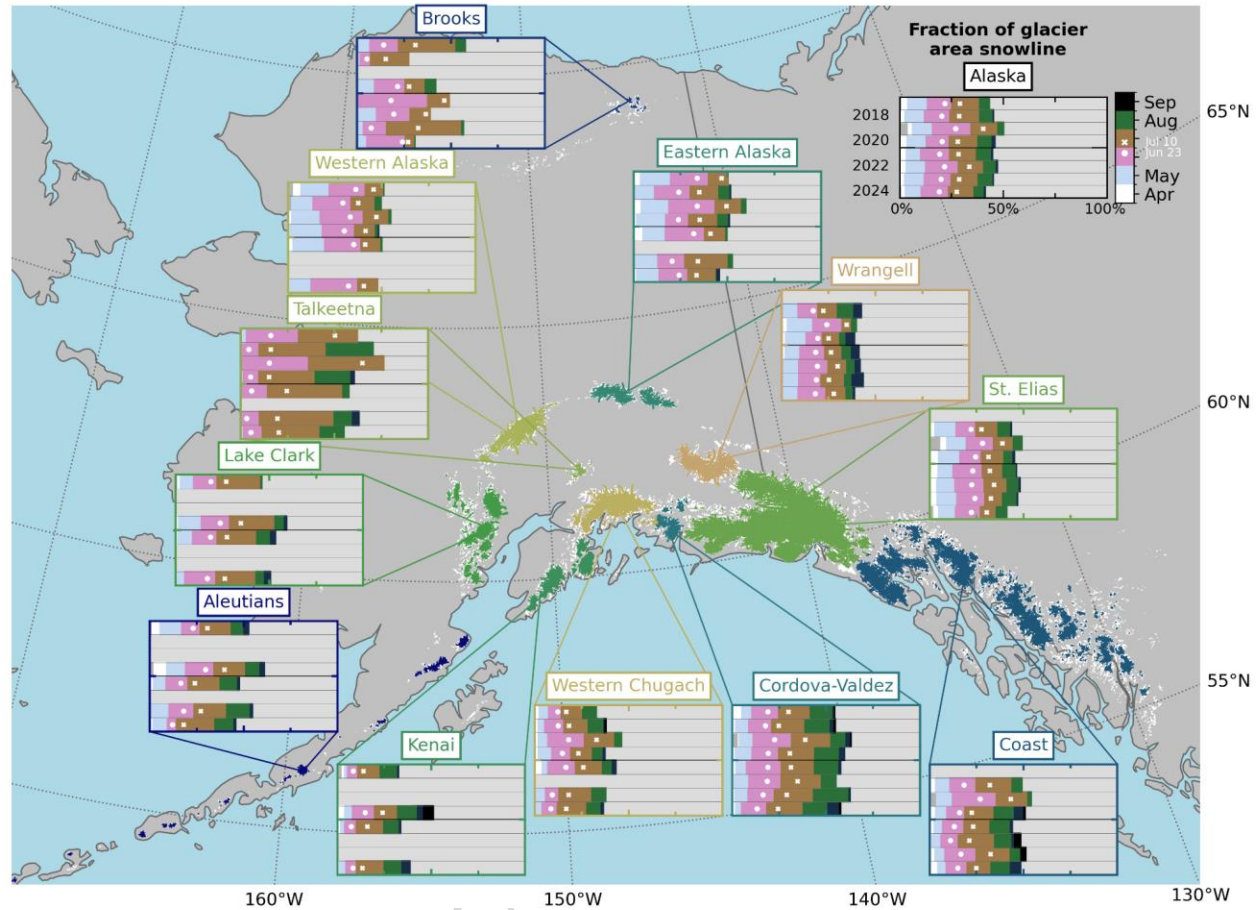 Brooks
Fraction of glacier
area snowline
Alaska
65°N
2018
2020
2022
2024
Sep
Aug
Jul 10
Jun 23
May
Apr
0%
50%
100%
Western Alaska
Eastern Alaska
Wrangell
Talkeetna
St. Elias
60°N
Lake Clark
Aleutians
Western Chugach
Cordova-Valdez
55°N
Kenai
Coast
160°W
150°W
140°W
130°W